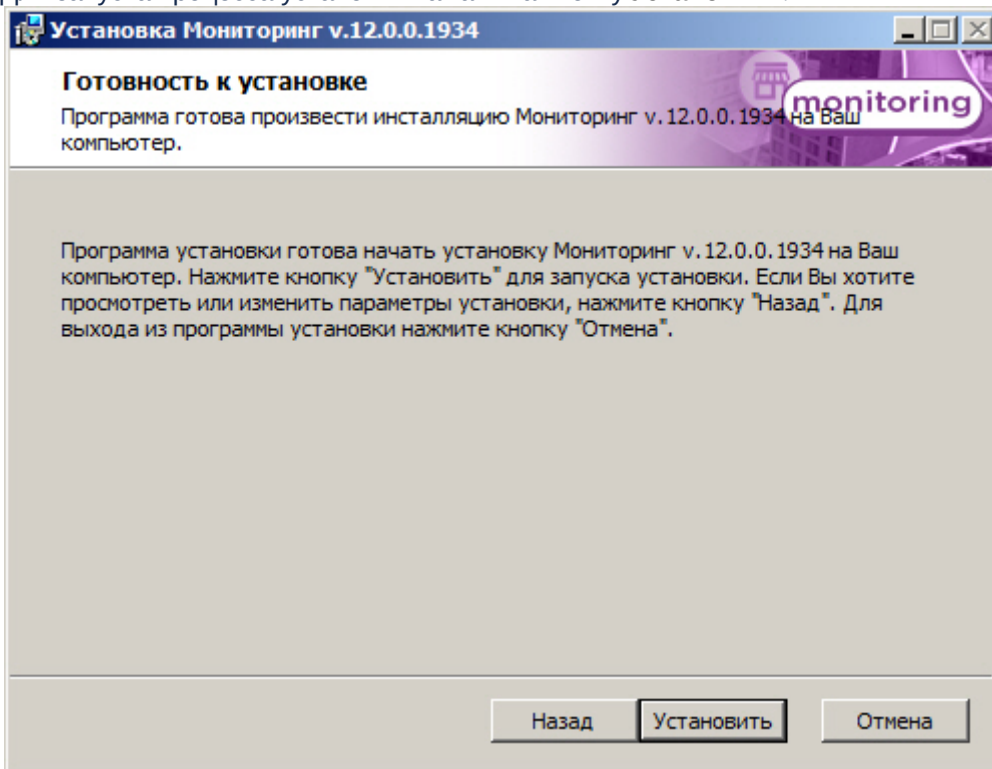 Установка Мониторинг v.12.0.0.1934
Готовность к установке
Программа готова произвести инсталляцию Мониторинг v.12.0.0.1934 на Ваш
компьютер.
monitoring
Программа установки готова начать установку Мониторинг v.12.0.0.1934 на Ваш
компьютер. Нажмите кнопку "Установить" для запуска установки. Если Вы хотите
просмотреть или изменить параметры установки, нажмите кнопку "Назад". Для
выхода из программы установки нажмите кнопку "Отмена".
Назад
Установить
Отмена